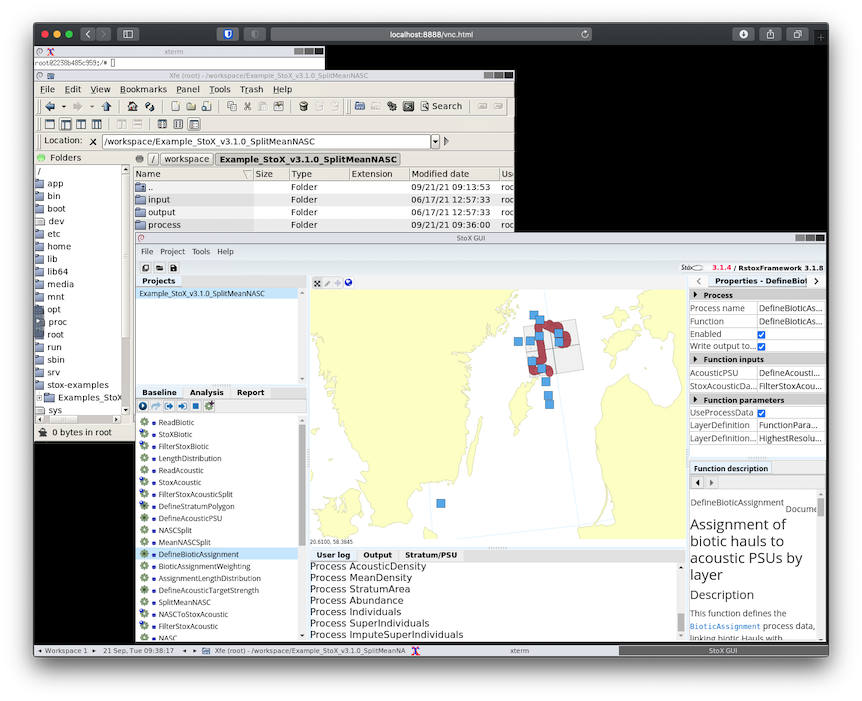 localhost:8888/vnc.html
xterm
root@2238b485c959:/#
Xfe (root) - /workspace/Example_StoX_v3.1.0_SplitMeanNASC
File Edit View Bookmarks Panel Tools Trash Help
Search
Location: /workspace/Example_StoX_v3.1.0_SplitMeanNASC
Folders
/ workspace Example_StoX_v3.1.0_SplitMeanNASC
Name Size Type Extension Modified date Use
.. Folder 09/21/21 09:13:53 roo
input Folder 06/17/21 12:57:33 roo
output Folder 06/17/21 12:57:33 roo
process Folder 09/21/21 09:36:00 roo
/
app
bin
boot
dev
etc
home
lib
lib64
media
mnt
opt
proc
root
run
sbin
srv
stox-examples
Examples_StoX
sys
0 bytes in root
StoX GUI
File Project Tools Help
Stox 3.1.4 / RstoxFramework 3.1.8
Projects
Example_StoX_v3.1.0_SplitMeanNASC
Baseline Analysis Report
ReadBiotic
StoXBiotic
FilterStoxBiotic
LengthDistribution
ReadAcoustic
StoxAcoustic
FilterStoxAcousticSplit
DefineStratumPolygon
DefineAcousticPSU
NASCSplit
MeanNASCSplit
DefineBioticAssignment
BioticAssignmentWeighting
AssignmentLengthDistribution
DefineAcousticTargetStrength
SplitMeanNASC
NASCToStoxAcoustic
FilterStoxAcoustic
NASC
20.6100, 58.3845
User log Output Stratum/PSU
Process AcousticDensity
Process MeanDensity
Process StratumArea
Process Abundance
Process Individuals
Process SuperIndividuals
Process ImputeSuperIndividuals
Properties - DefineBiot
Process
Process name DefineBioticAs...
Function DefineBioticAs...
Enabled
Write output to...
Function inputs
AcousticPSU DefineAcousti...
StoxAcousticDa... FilterStoxAcou...
Function parameters
UseProcessData
LayerDefinition FunctionPara...
LayerDefinition... HighestResolu...
Function description
DefineBioticAssignment
Docume
Assignment of
biotic hauls to
acoustic PSUs by
layer
Description
This function defines the
BioticAssignment process data,
linking biotic Hauls with
Workspace 1 21 Sep, Tue 09:38:17 Xfe (root) - /workspace/Example_StoX_v3.1.0_SplitMeanNA xterm StoX GUI